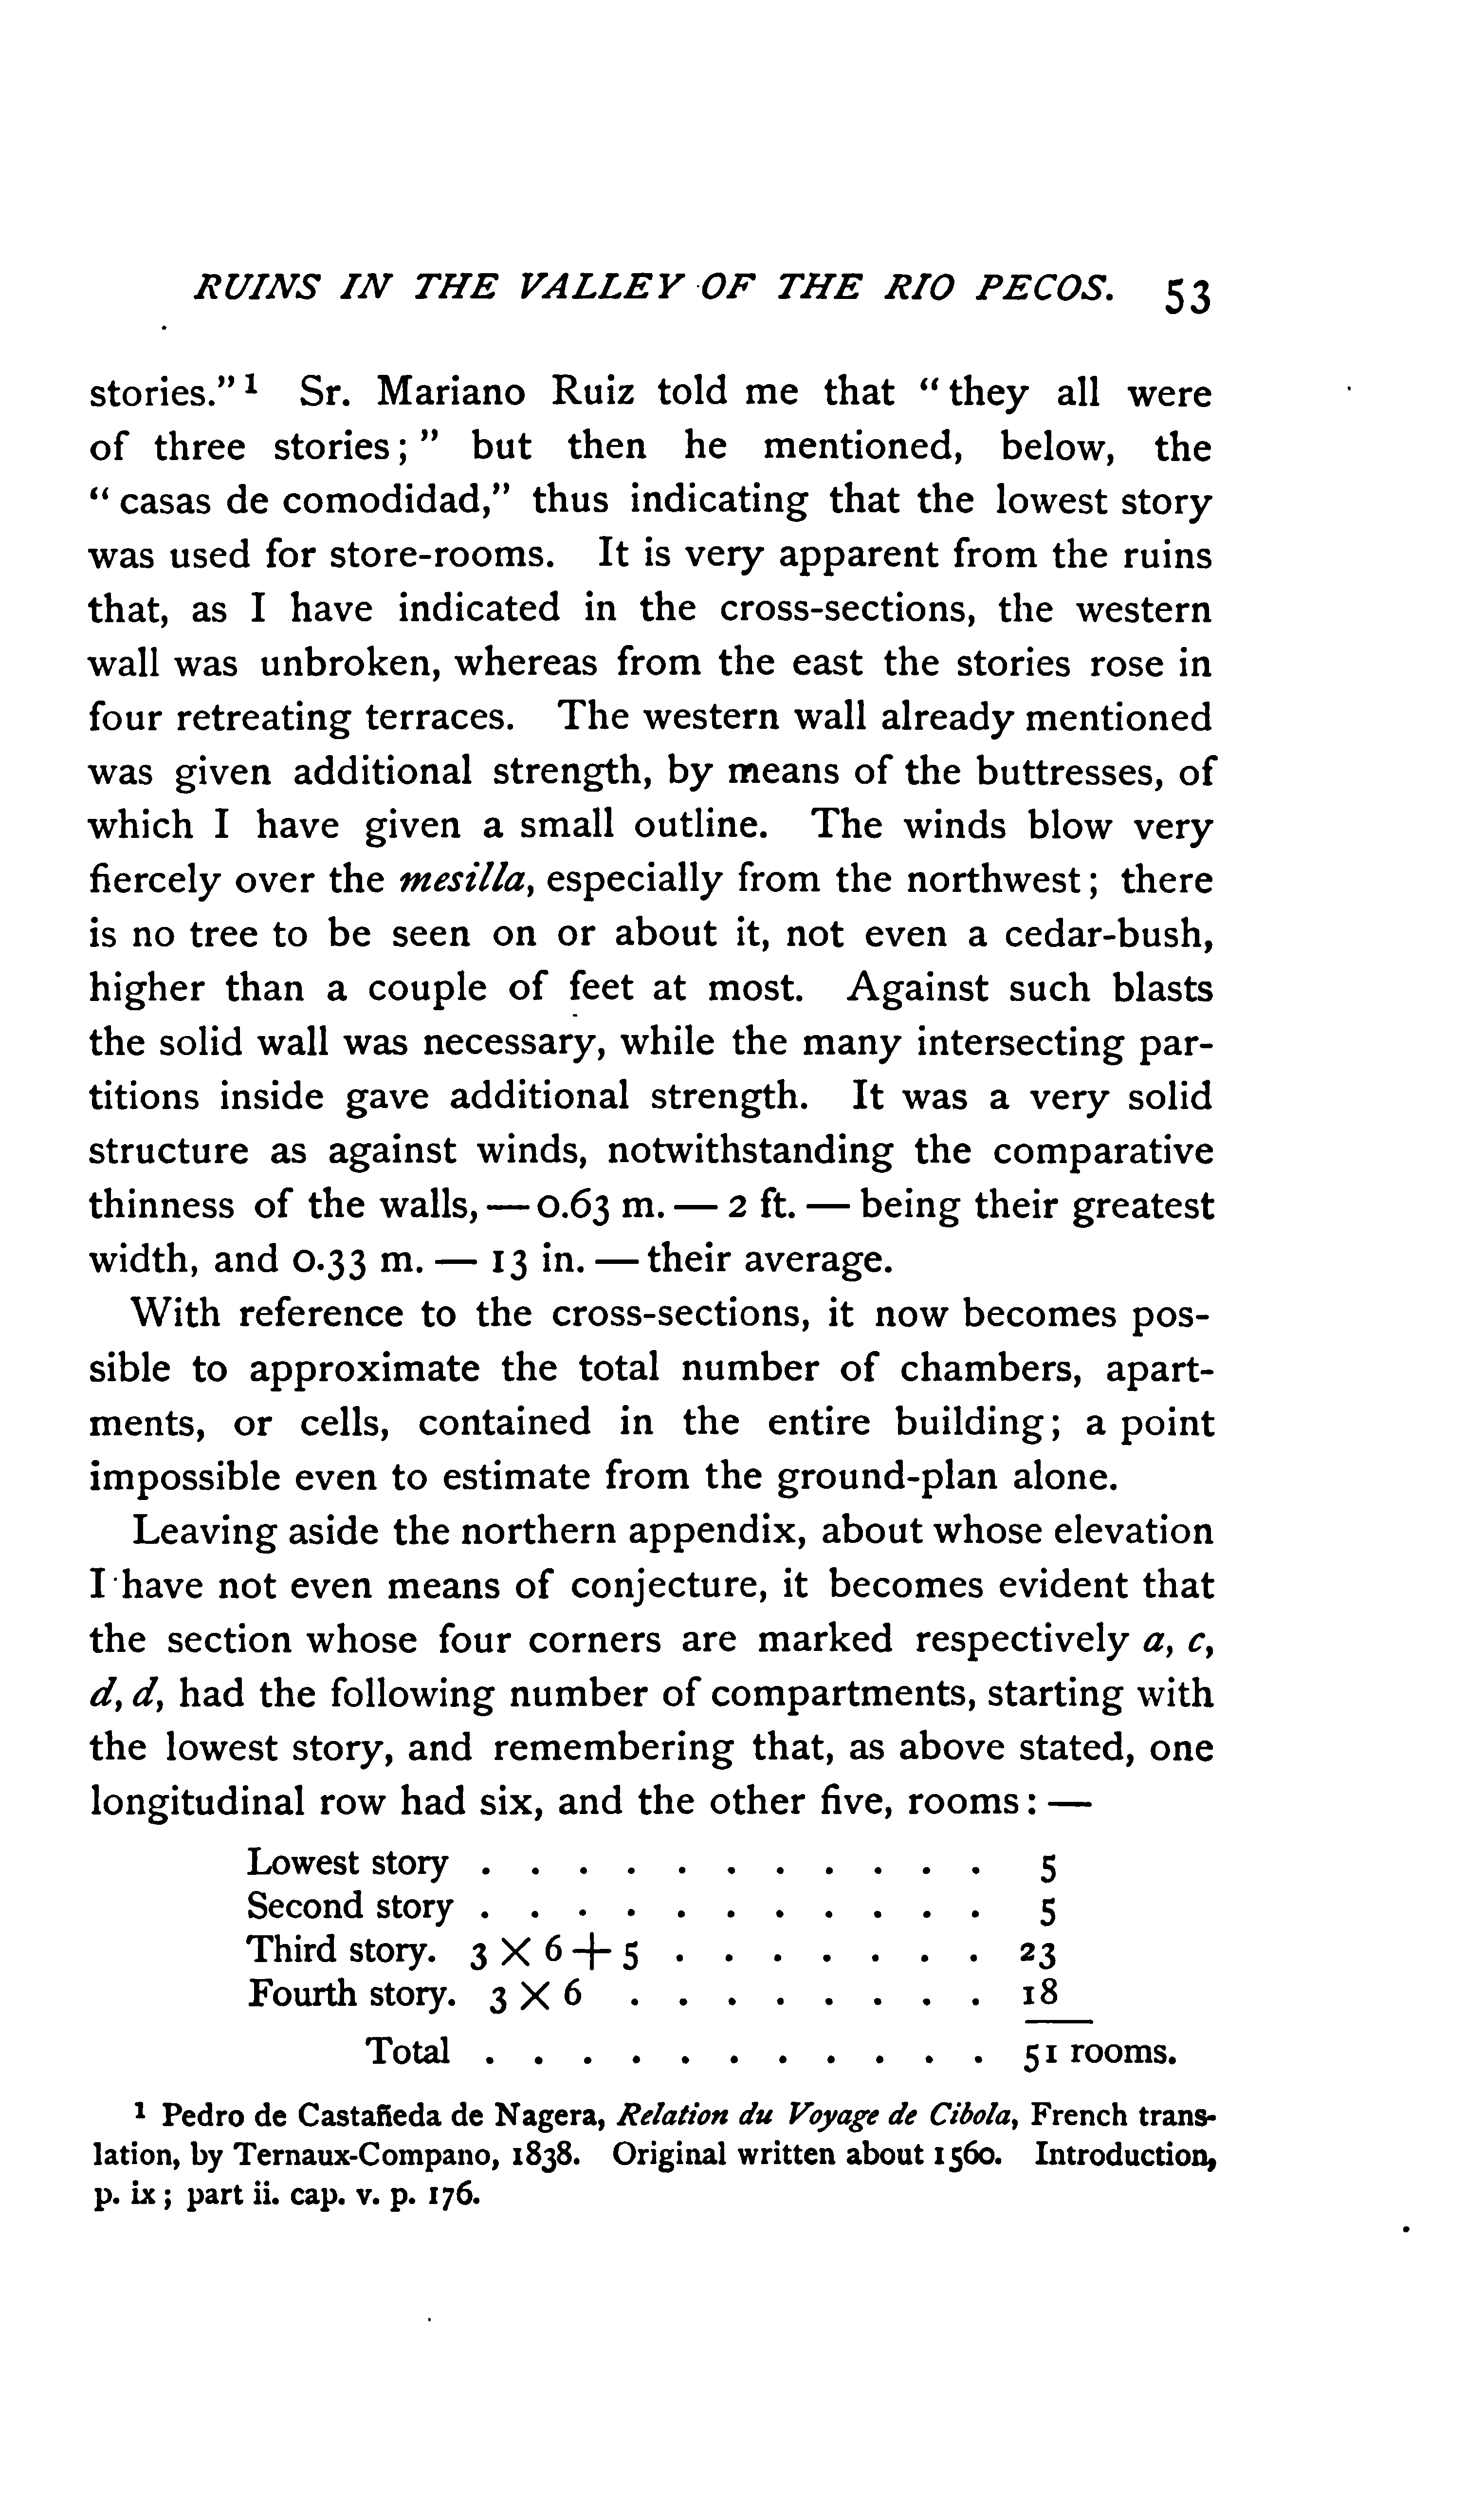 RUINS IN THE VALLEY OF THE RIO PECOS. 53
stories." 1 Sr. Mariano Ruiz told me that "they all were
of three stories;" but then he mentioned, below, the
"casas de comodidad," thus indicating that the lowest story
was used for store-rooms. It is very apparent from the ruins
that, as I have indicated in the cross-sections, the western
wall was unbroken, whereas from the east the stories rose in
four retreating terraces. The western wall already mentioned
was given additional strength, by means of the buttresses, of
which I have given a small outline. The winds blow very
fiercely over the mesilla, especially from the northwest; there
is no tree to be seen on or about it, not even a cedar-bush,
higher than a couple of feet at most. Against such blasts
the solid wall was necessary, while the many intersecting par-
titions inside gave additional strength. It was a very solid
structure as against winds, notwithstanding the comparative
thinness of the walls, — 0.63 m. — 2 ft. — being their greatest
width, and 0.33 m. — 13 in. — their average.
With reference to the cross-sections, it now becomes pos-
sible to approximate the total number of chambers, apart-
ments, or cells, contained in the entire building; a point
impossible even to estimate from the ground-plan alone.
Leaving aside the northern appendix, about whose elevation
I have not even means of conjecture, it becomes evident that
the section whose four corners are marked respectively a, c,
d, d, had the following number of compartments, starting with
the lowest story, and remembering that, as above stated, one
longitudinal row had six, and the other five, rooms: —
Lowest story . . . . . . . . . . . 5
Second story . . . . . . . . . . . 5
Third story. 3 X 6 + 5 . . . . . . . 23
Fourth story. 3 X 6 . . . . . . . . 18
Total . . . . . . . . . . . 51 rooms.
1 Pedro de Castañeda de Nagera, Relation du Voyage de Cibola, French trans-
lation, by Ternaux-Compano, 1838. Original written about 1560. Introduction,
p. ix; part ii. cap. v. p. 176.